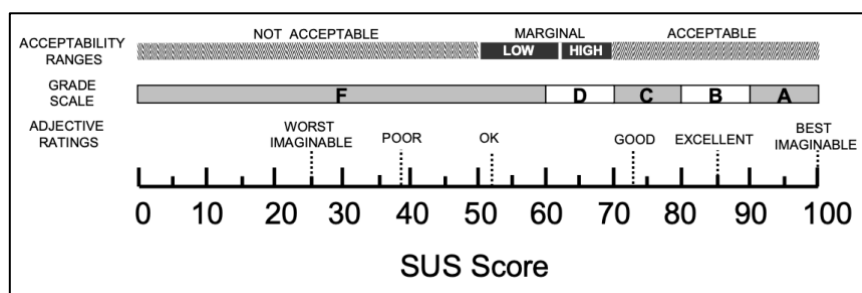 NOT ACCEPTABLE MARGINAL ACCEPTABLE
ACCEPTABILITY
RANGES
LOW HIGH
GRADE
SCALE
F D C B A
ADJECTIVE
RATINGS
WORST
IMAGINABLE
POOR
OK
GOOD
EXCELLENT
BEST
IMAGINABLE
0 10 20 30 40 50 60 70 80 90 100
SUS Score